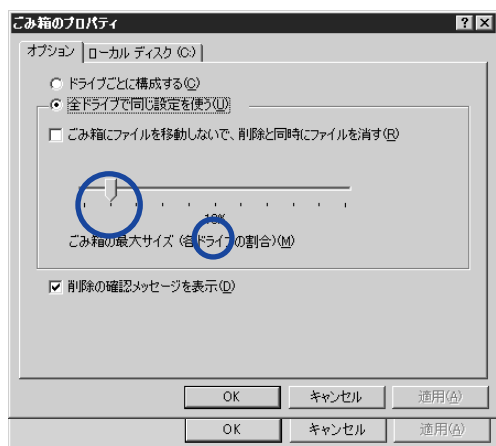 ごみ箱のプロパティ
オプション ローカル ディスク (C:)
ドライブごとに構成する(C)
全ドライブで同じ設定を使う(U)
ごみ箱にファイルを移動しないで、削除と同時にファイルを消す(R)
10%
ごみ箱の最大サイズ (各ドライブの割合)(M)
削除の確認メッセージを表示(D)
OK キャンセル 適用(A)
OK キャンセル 適用(A)